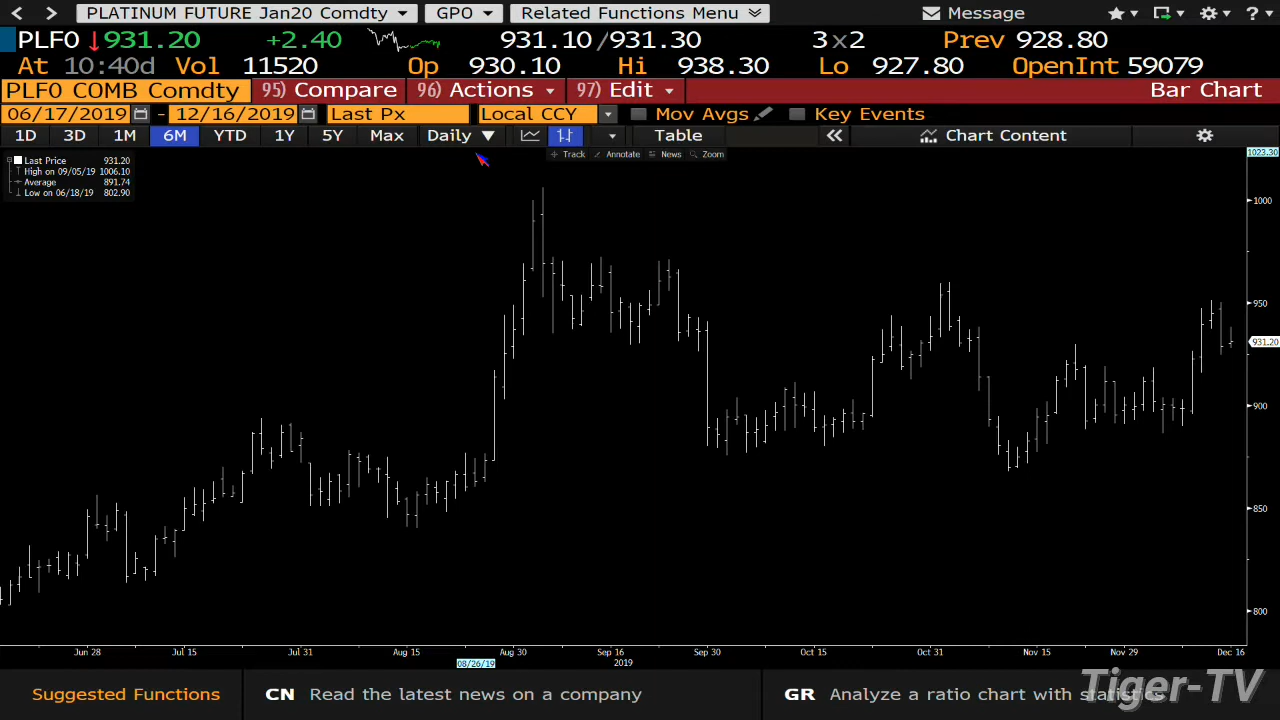 PLATINUM FUTURE Jan20 Comdty GPO Related Functions Menu Message ?
PLF0 ↓931.20 +2.40 931.10/931.30 3x2 Prev 928.80
At 10:40d Vol 11520 Op 930.10 Hi 938.30 Lo 927.80 OpenInt 59079
PLF0 COMB Comdty 95) Compare 96) Actions 97) Edit Bar Chart
06/17/2019 - 12/16/2019 Last Px Local CCY Mov Avgs Key Events
1D 3D 1M 6M YTD 1Y 5Y Max Daily ▼ Table « Chart Content
Track Annotate News Zoom
1023.30
Last Price 931.20
High on 09/05/19 1006.10
Average 891.74
Low on 06/18/19 802.90
1000
950
931.20
900
850
800
Jun 28 Jul 15 Jul 31 Aug 15 Aug 30 Sep 16 Sep 30 Oct 15 Oct 31 Nov 15 Nov 29 Dec 16
08/26/19 2019
Suggested Functions CN Read the latest news on a company GR Analyze a ratio chart with statistics
Tiger-TV